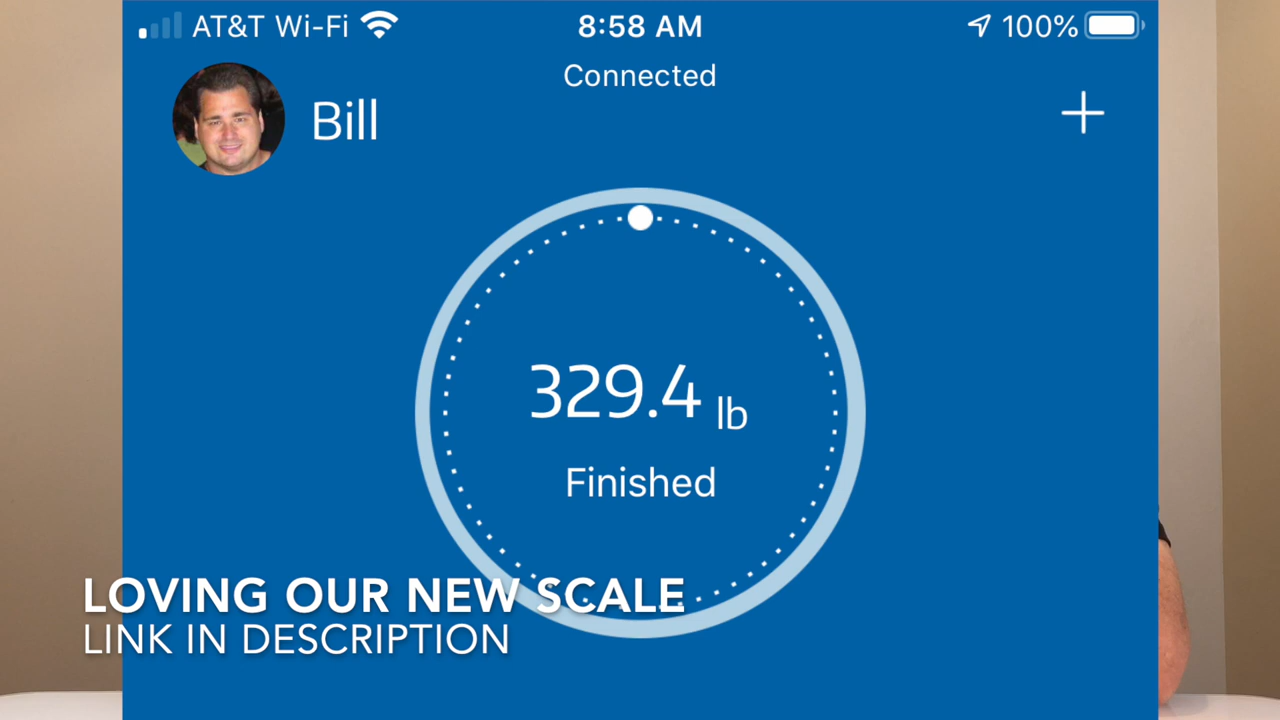 AT&T Wi-Fi 8:58 AM 100%
Connected
Bill
329.4 lb
Finished
LOVING OUR NEW SCALE
LINK IN DESCRIPTION